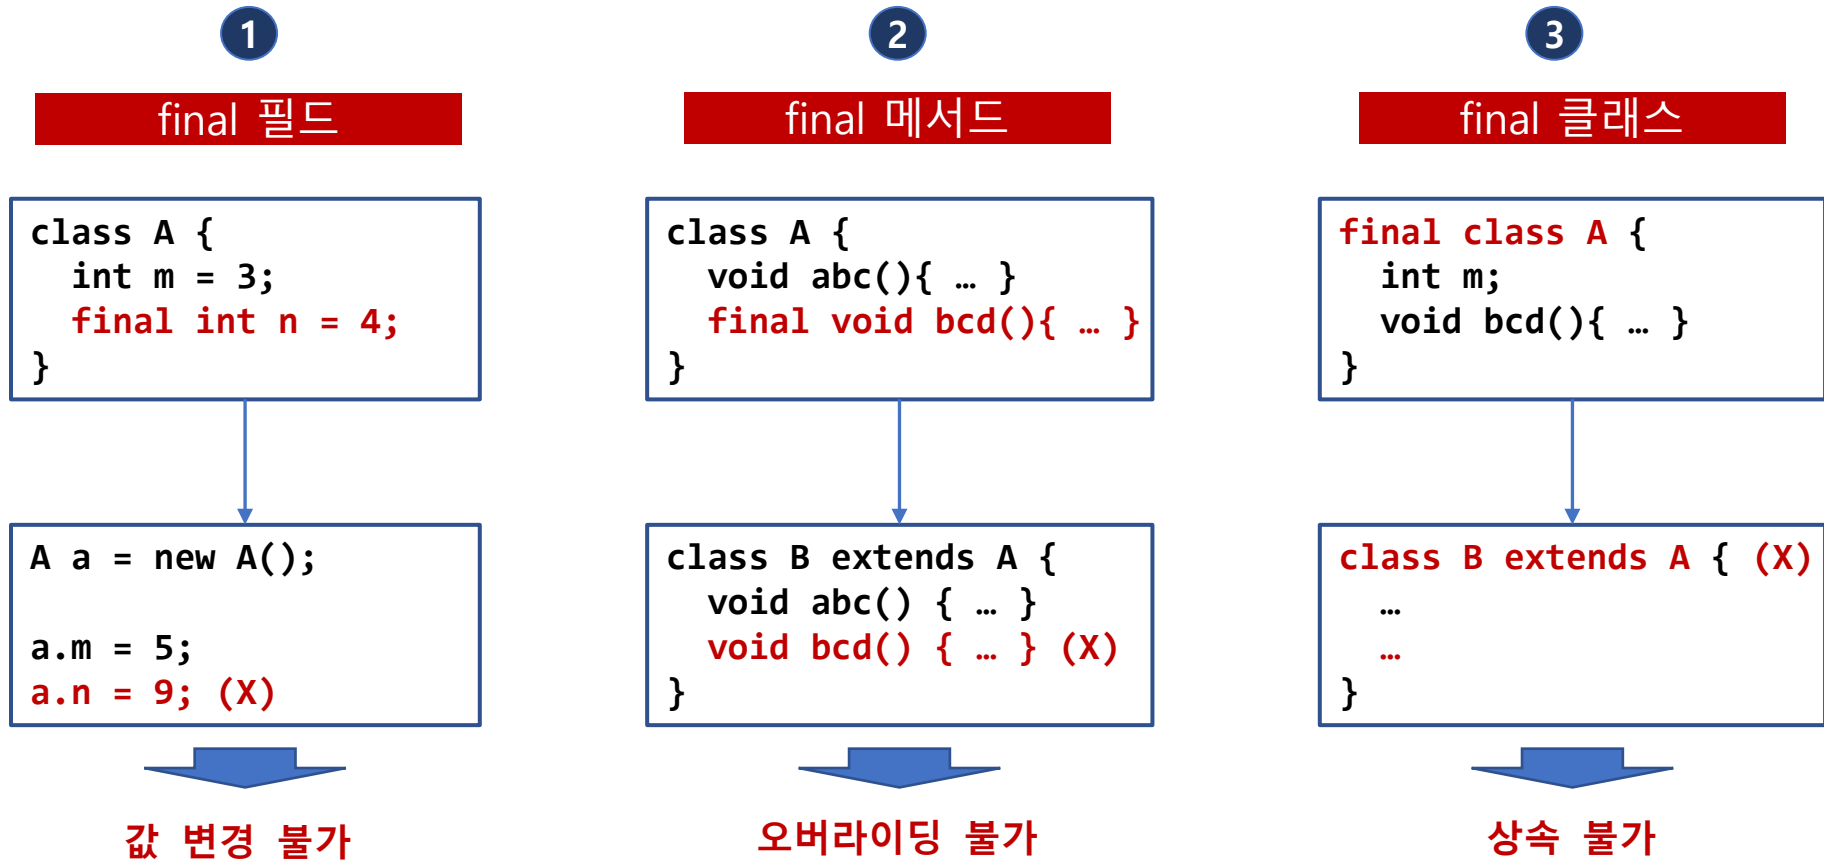 1
final 필드
class A {
int m = 3;
final int n = 4;
}
A a = new A();
a.m = 5;
a.n = 9; (X)
값 변경 불가
2
final 메서드
class A {
void abc(){ … }
final void bcd(){ … }
}
class B extends A {
void abc() { … }
void bcd() { … } (X)
}
오버라이딩 불가
3
final 클래스
final class A {
int m;
void bcd(){ … }
}
class B extends A { (X)
…
…
}
상속 불가